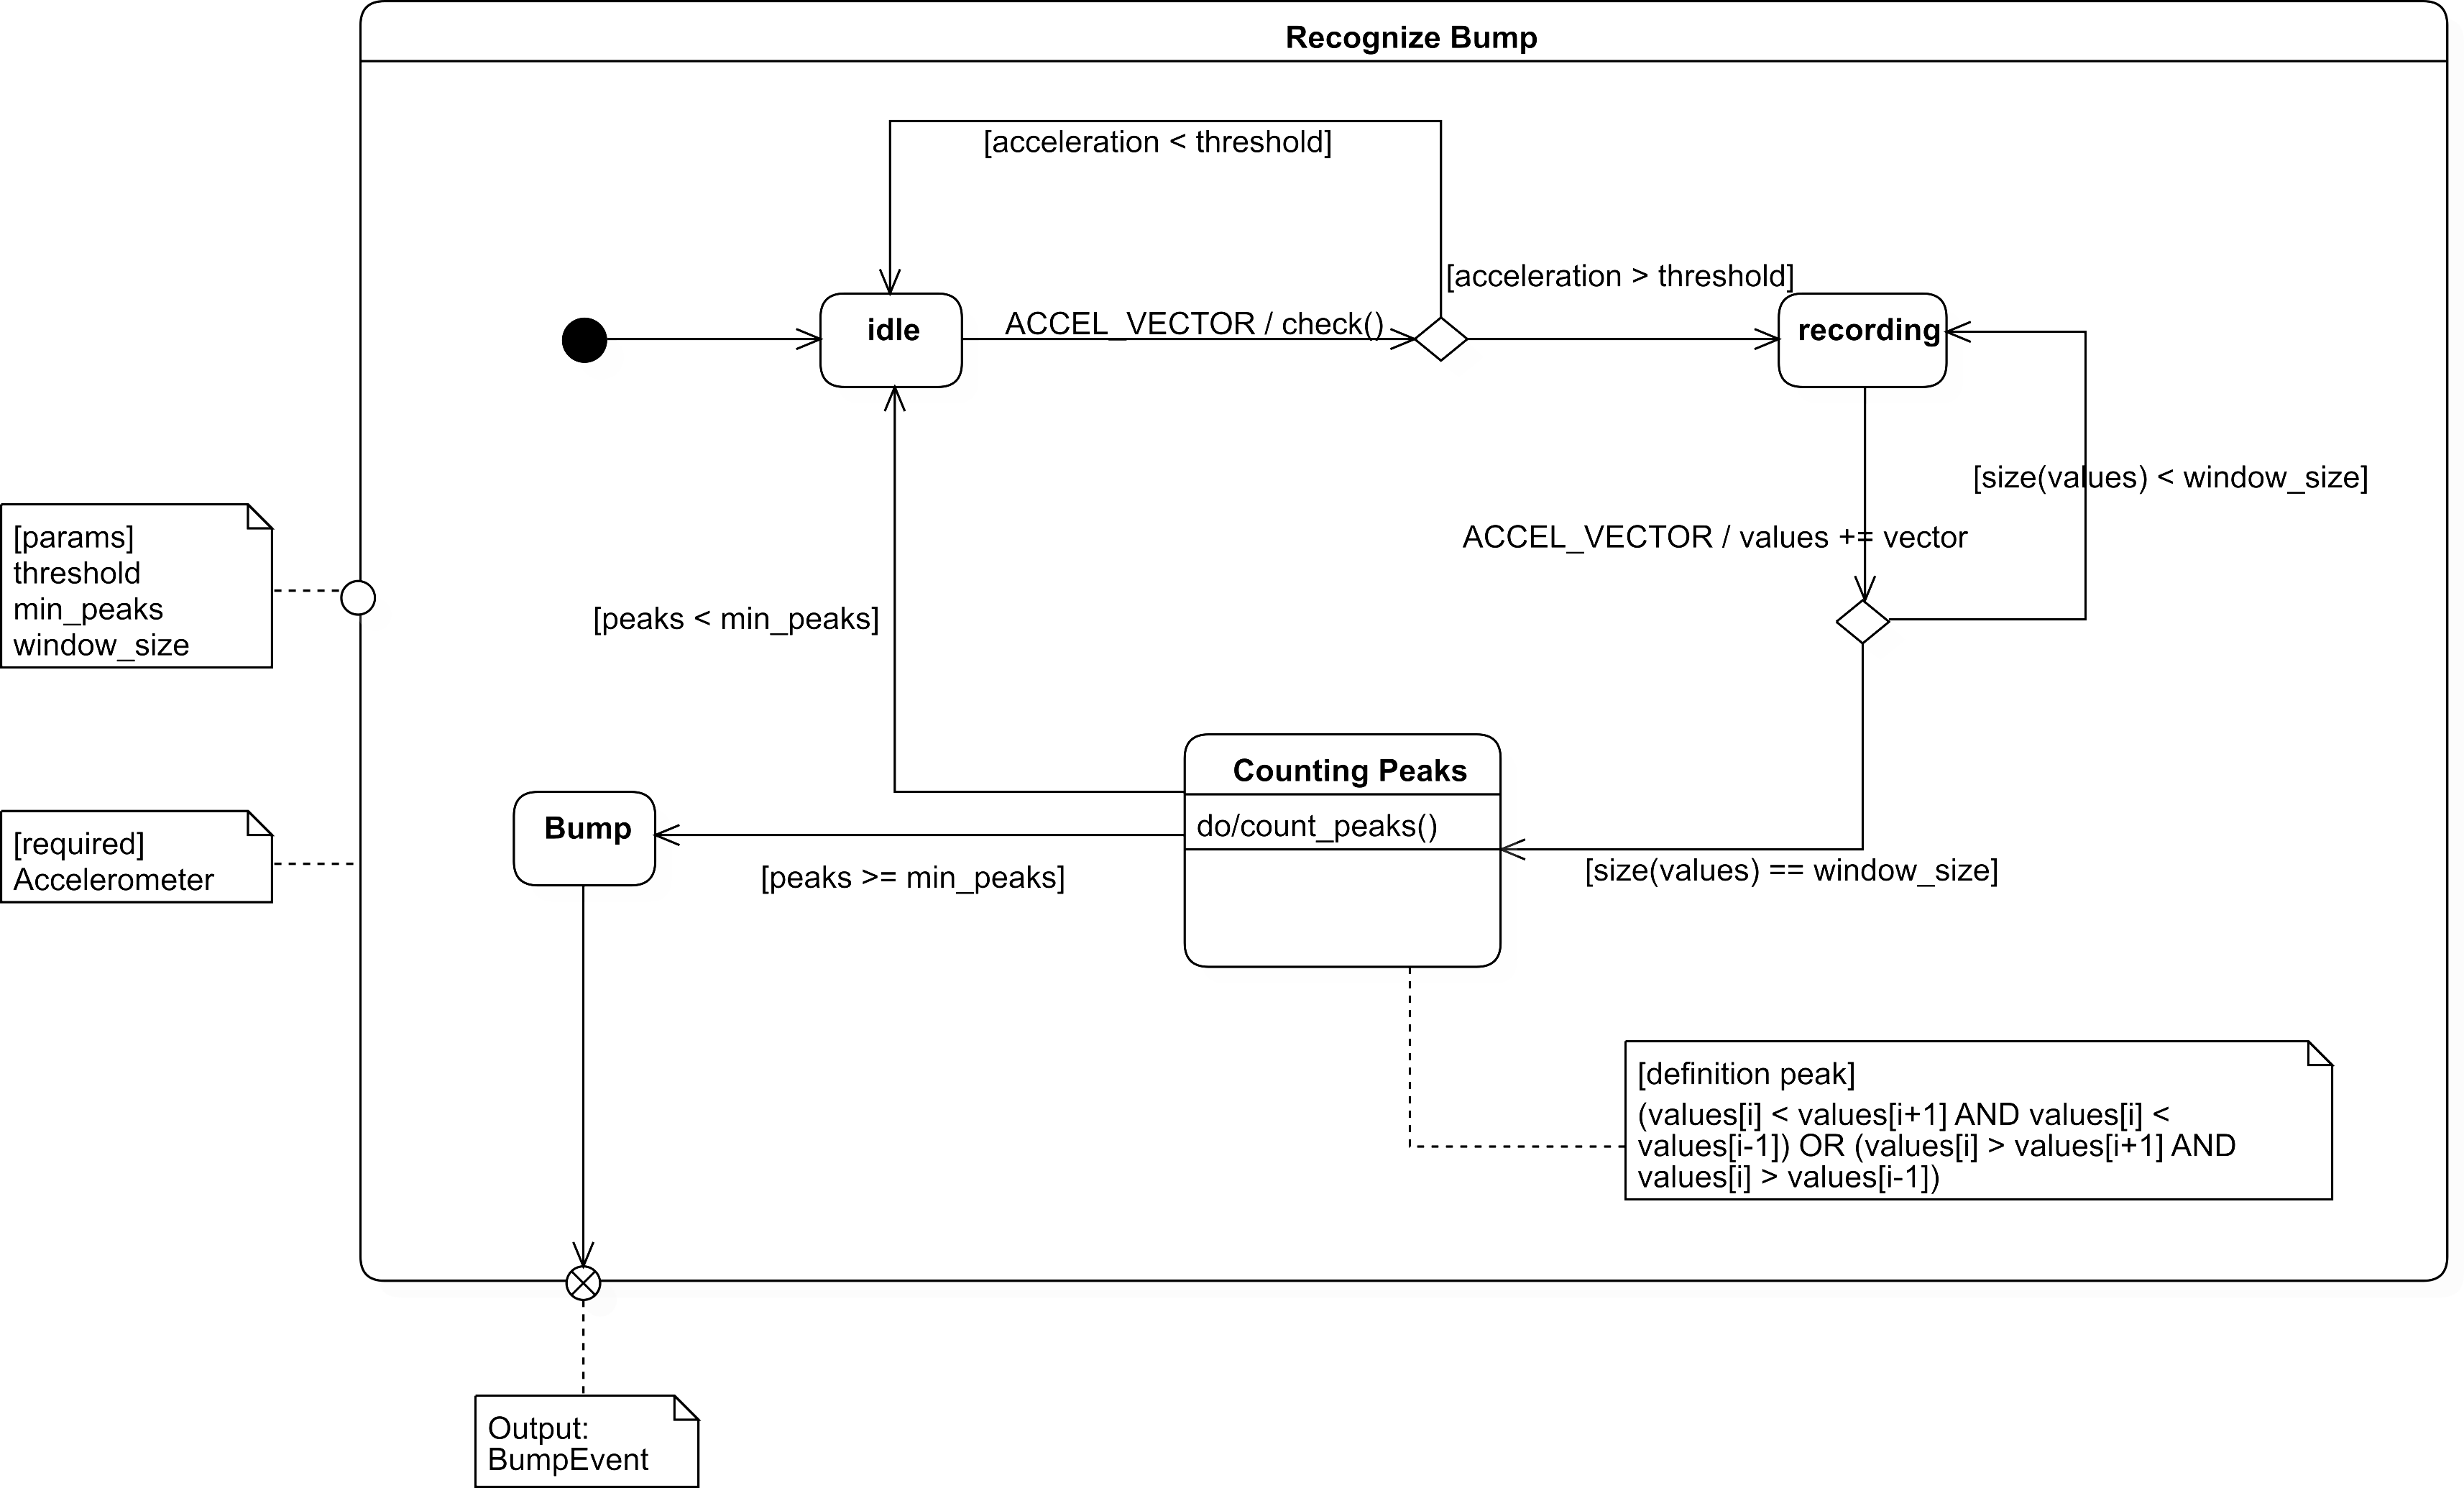 Recognize Bump
[acceleration < threshold]
[acceleration > threshold]
idle
ACCEL_VECTOR / check()
recording
[size(values) < window_size]
ACCEL_VECTOR / values += vector
[params]
threshold
min_peaks
window_size
[peaks < min_peaks]
Counting Peaks
do/count_peaks()
Bump
[peaks >= min_peaks]
[size(values) == window_size]
[required]
Accelerometer
[definition peak]
(values[i] < values[i+1] AND values[i] <
values[i-1]) OR (values[i] > values[i+1] AND
values[i] > values[i-1])
Output:
BumpEvent